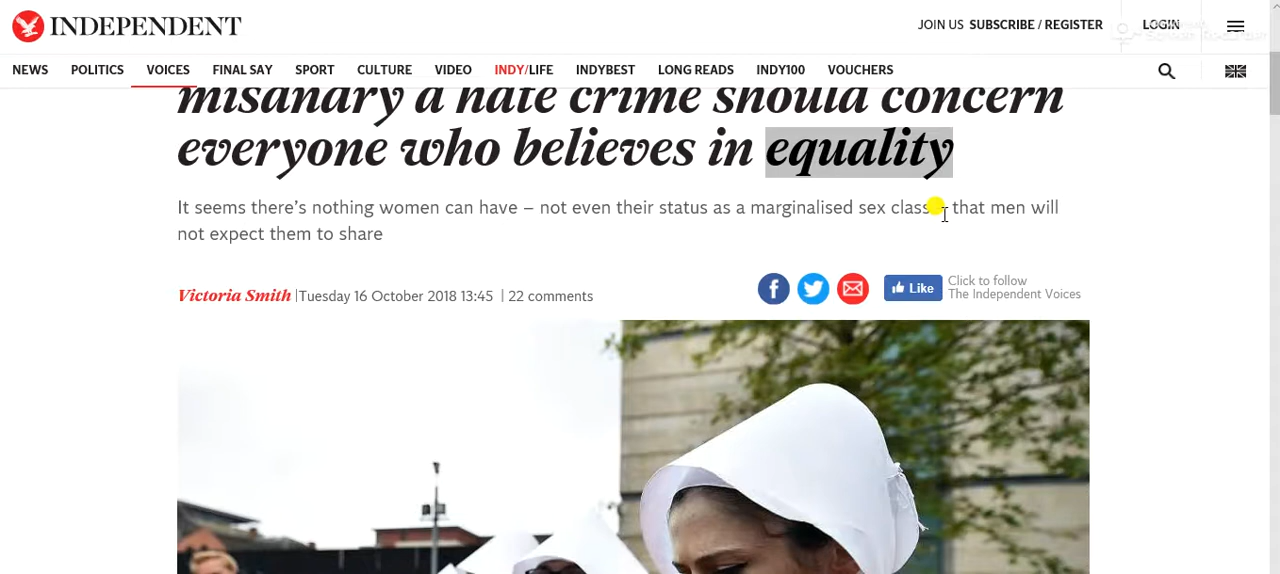 INDEPENDENT
JOIN US SUBSCRIBE / REGISTER LOGIN
NEWS POLITICS VOICES FINAL SAY SPORT CULTURE VIDEO INDY/LIFE INDYBEST LONG READS INDY100 VOUCHERS
misanary a hate crime should concern
everyone who believes in equality
It seems there’s nothing women can have – not even their status as a marginalised sex class – that men will
not expect them to share
Victoria Smith | Tuesday 16 October 2018 13:45 | 22 comments
f Like Click to follow
The Independent Voices